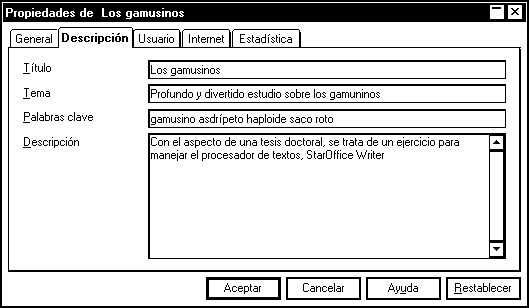 Propiedades de Los gamusinos
General Descripción Usuario Internet Estadística
Título Los gamusinos
Tema Profundo y divertido estudio sobre los gamuninos
Palabras clave gamusino asdrípeto haploide saco roto
Descripción Con el aspecto de una tesis doctoral, se trata de un ejercicio para
manejar el procesador de textos, StarOffice Writer
Aceptar Cancelar Ayuda Restablecer